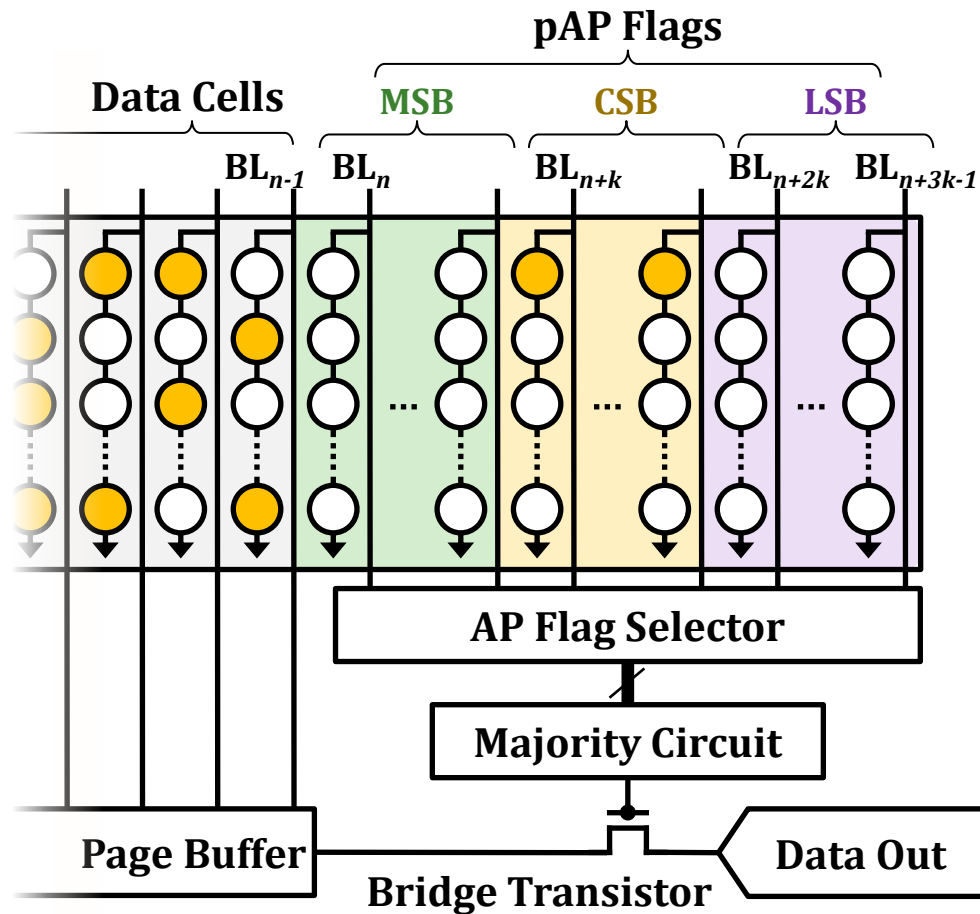 pAP Flags
Data Cells
MSB
CSB
LSB
BLn-1
BLn
BLn+k
BLn+2k
BLn+3k-1
...
...
...
AP Flag Selector
Majority Circuit
Page Buffer
Data Out
Bridge Transistor